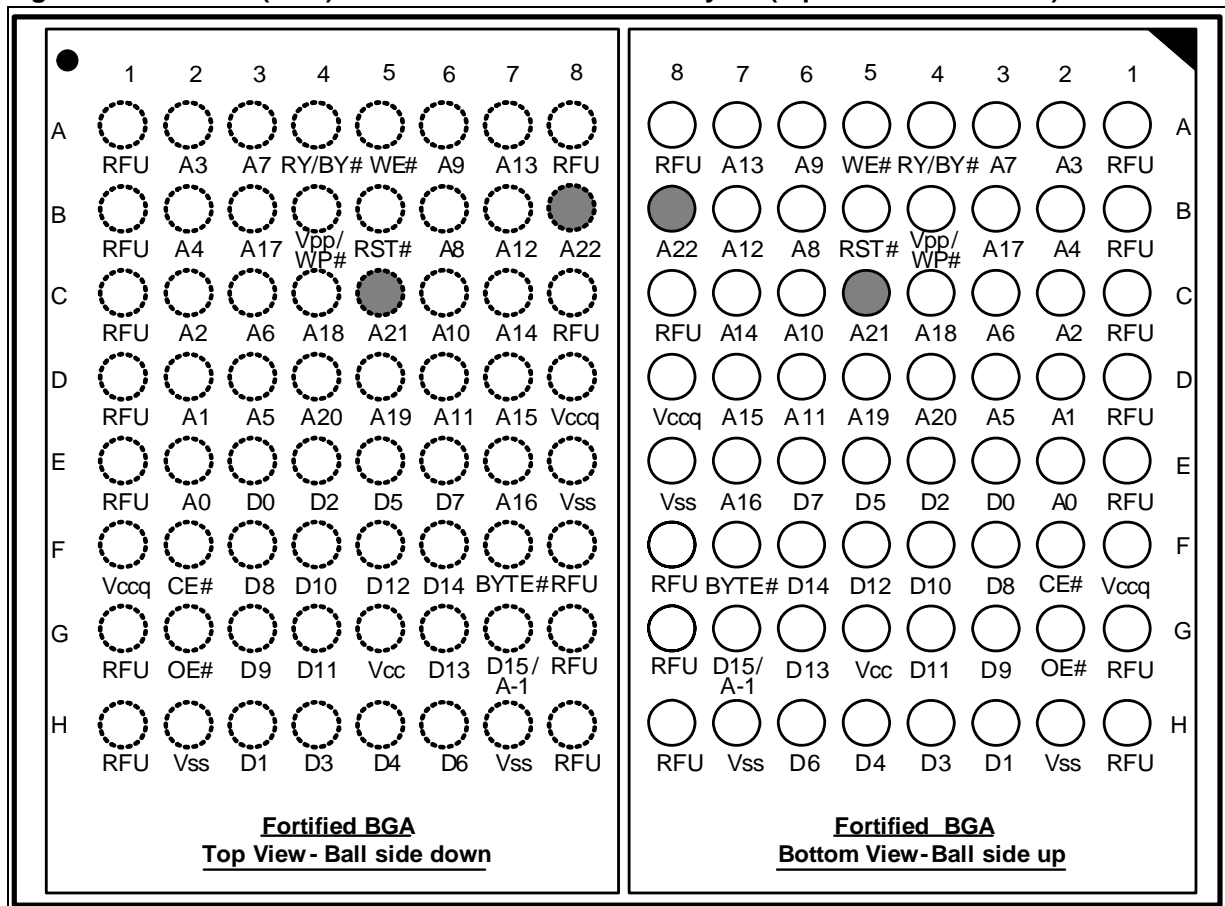 1 2 3 4 5 6 7 8
A
RFU A3 A7 RY/BY# WE# A9 A13 RFU
B
RFU A4 A17 Vpp/WP# RST# A8 A12 A22
C
RFU A2 A6 A18 A21 A10 A14 RFU
D
RFU A1 A5 A20 A19 A11 A15 Vccq
E
RFU A0 D0 D2 D5 D7 A16 Vss
F
Vccq CE# D8 D10 D12 D14 BYTE# RFU
G
RFU OE# D9 D11 Vcc D13 D15/A-1 RFU
H
RFU Vss D1 D3 D4 D6 Vss RFU
Fortified BGA
Top View - Ball side down
8 7 6 5 4 3 2 1
A
RFU A13 A9 WE# RY/BY# A7 A3 RFU
B
A22 A12 A8 RST# Vpp/WP# A17 A4 RFU
C
RFU A14 A10 A21 A18 A6 A2 RFU
D
Vccq A15 A11 A19 A20 A5 A1 RFU
E
Vss A16 D7 D5 D2 D0 A0 RFU
F
RFU BYTE# D14 D12 D10 D8 CE# Vccq
G
RFU D15/A-1 D13 Vcc D11 D9 OE# RFU
H
RFU Vss D6 D4 D3 D1 Vss RFU
Fortified BGA
Bottom View - Ball side up